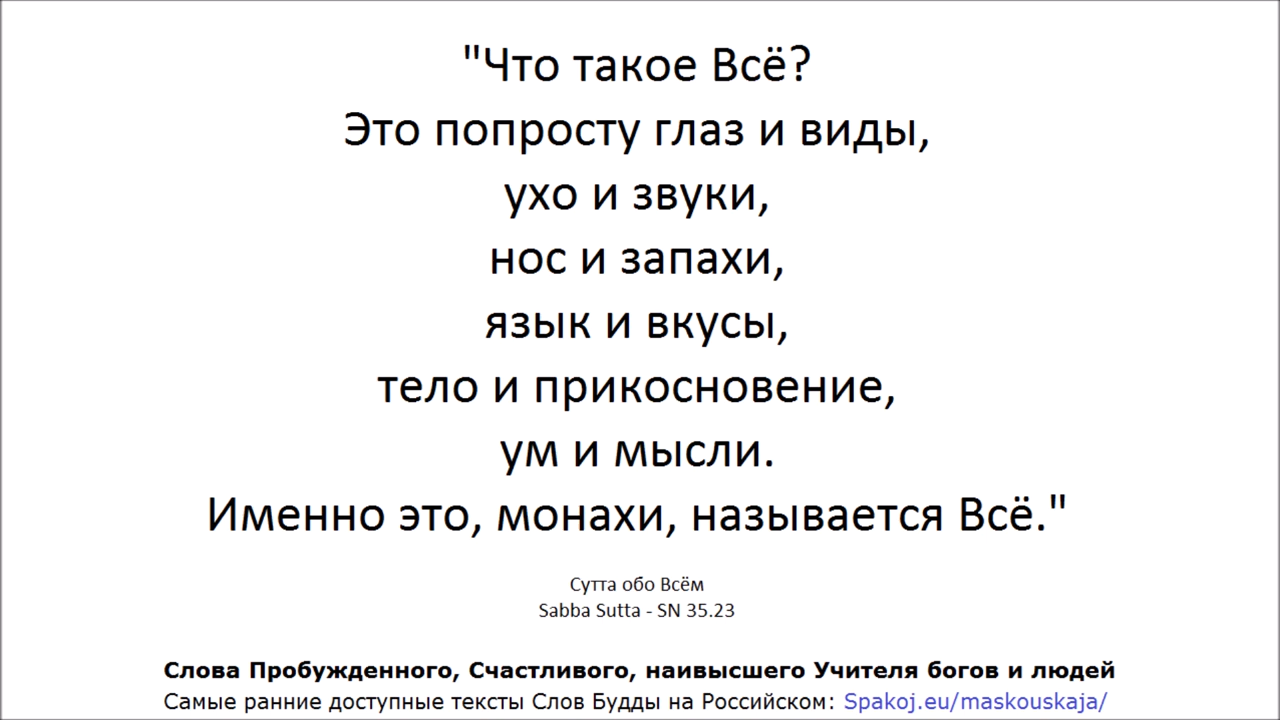 "Что такое Всё?
Это попросту глаз и виды,
ухо и звуки,
нос и запахи,
язык и вкусы,
тело и прикосновение,
ум и мысли.
Именно это, монахи, называется Всё."
Сутта обо Всём
Sabba Sutta - SN 35.23
Слова Пробужденного, Счастливого, наивысшего Учителя богов и людей
Самые ранние доступные тексты Слов Будды на Российском: Spakoj.eu/maskouskaja/